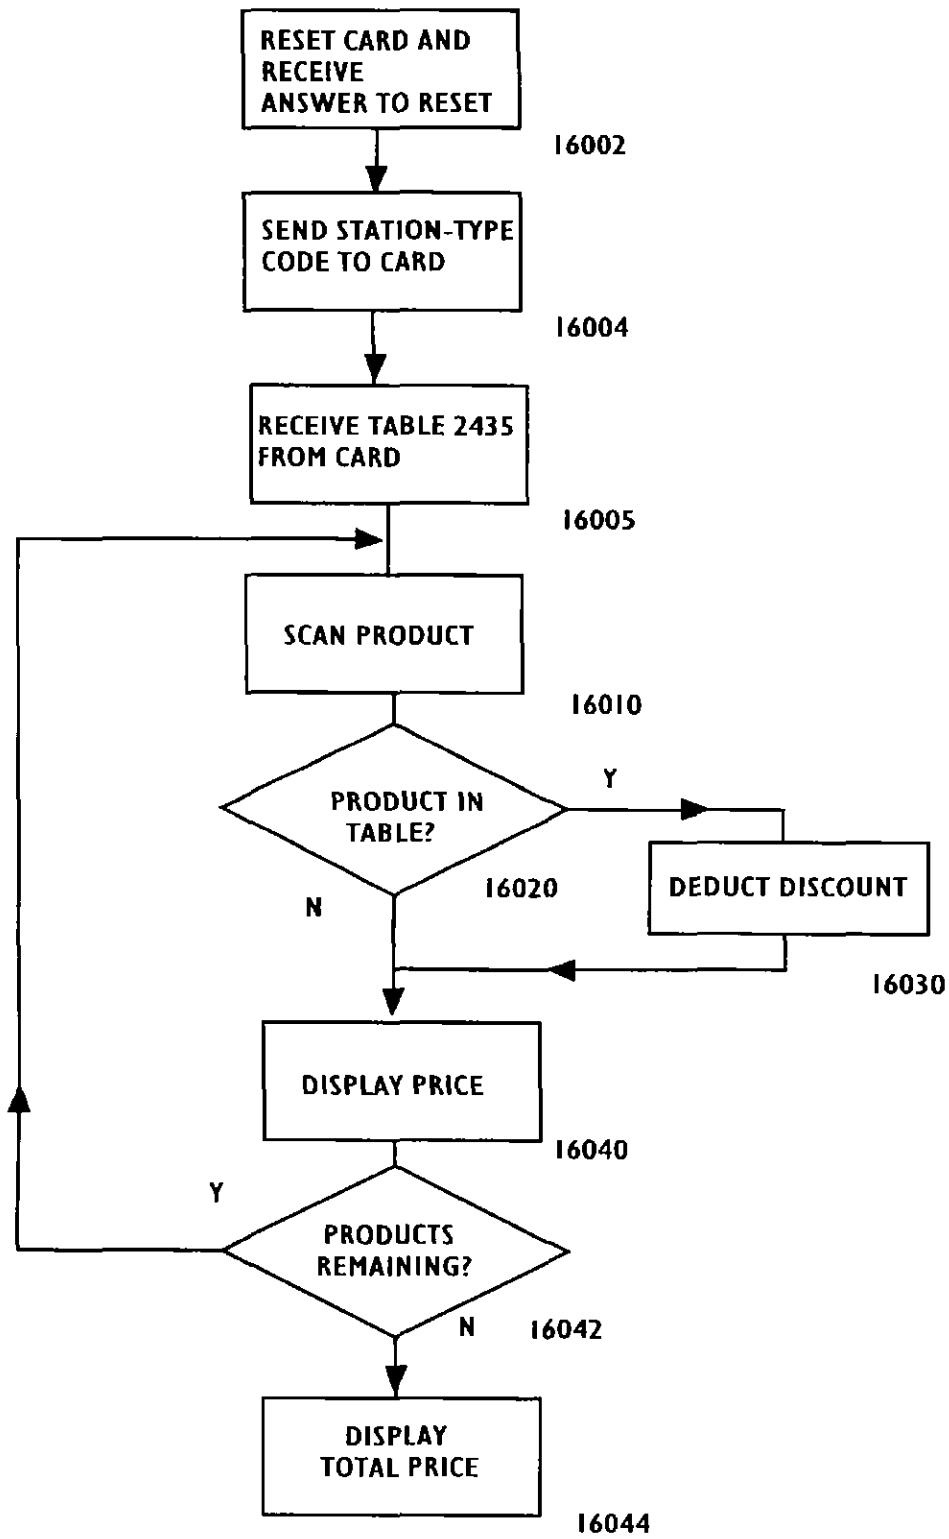 RESET CARD AND
RECEIVE
ANSWER TO RESET
16002
SEND STATION-TYPE
CODE TO CARD
16004
RECEIVE TABLE 2435
FROM CARD
16005
SCAN PRODUCT
16010
PRODUCT IN
TABLE?
Y
16020
N
DEDUCT DISCOUNT
16030
DISPLAY PRICE
16040
Y
PRODUCTS
REMAINING?
N
16042
DISPLAY
TOTAL PRICE
16044